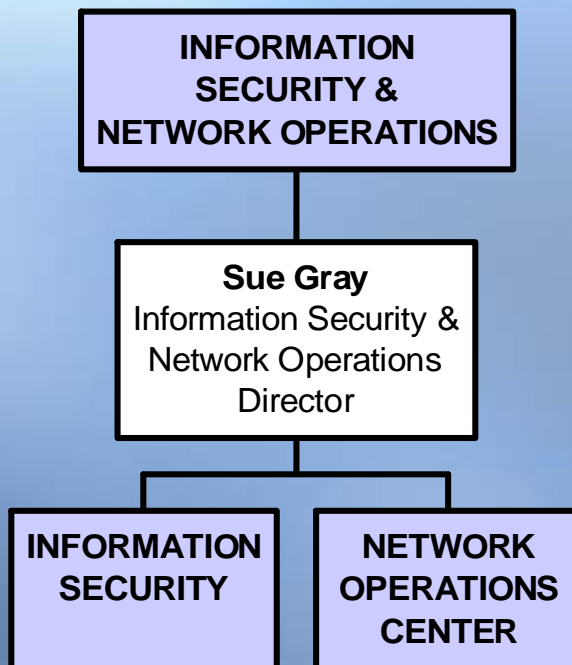 INFORMATION
SECURITY &
NETWORK OPERATIONS
Sue Gray
Information Security &
Network Operations
Director
INFORMATION
SECURITY
NETWORK
OPERATIONS
CENTER